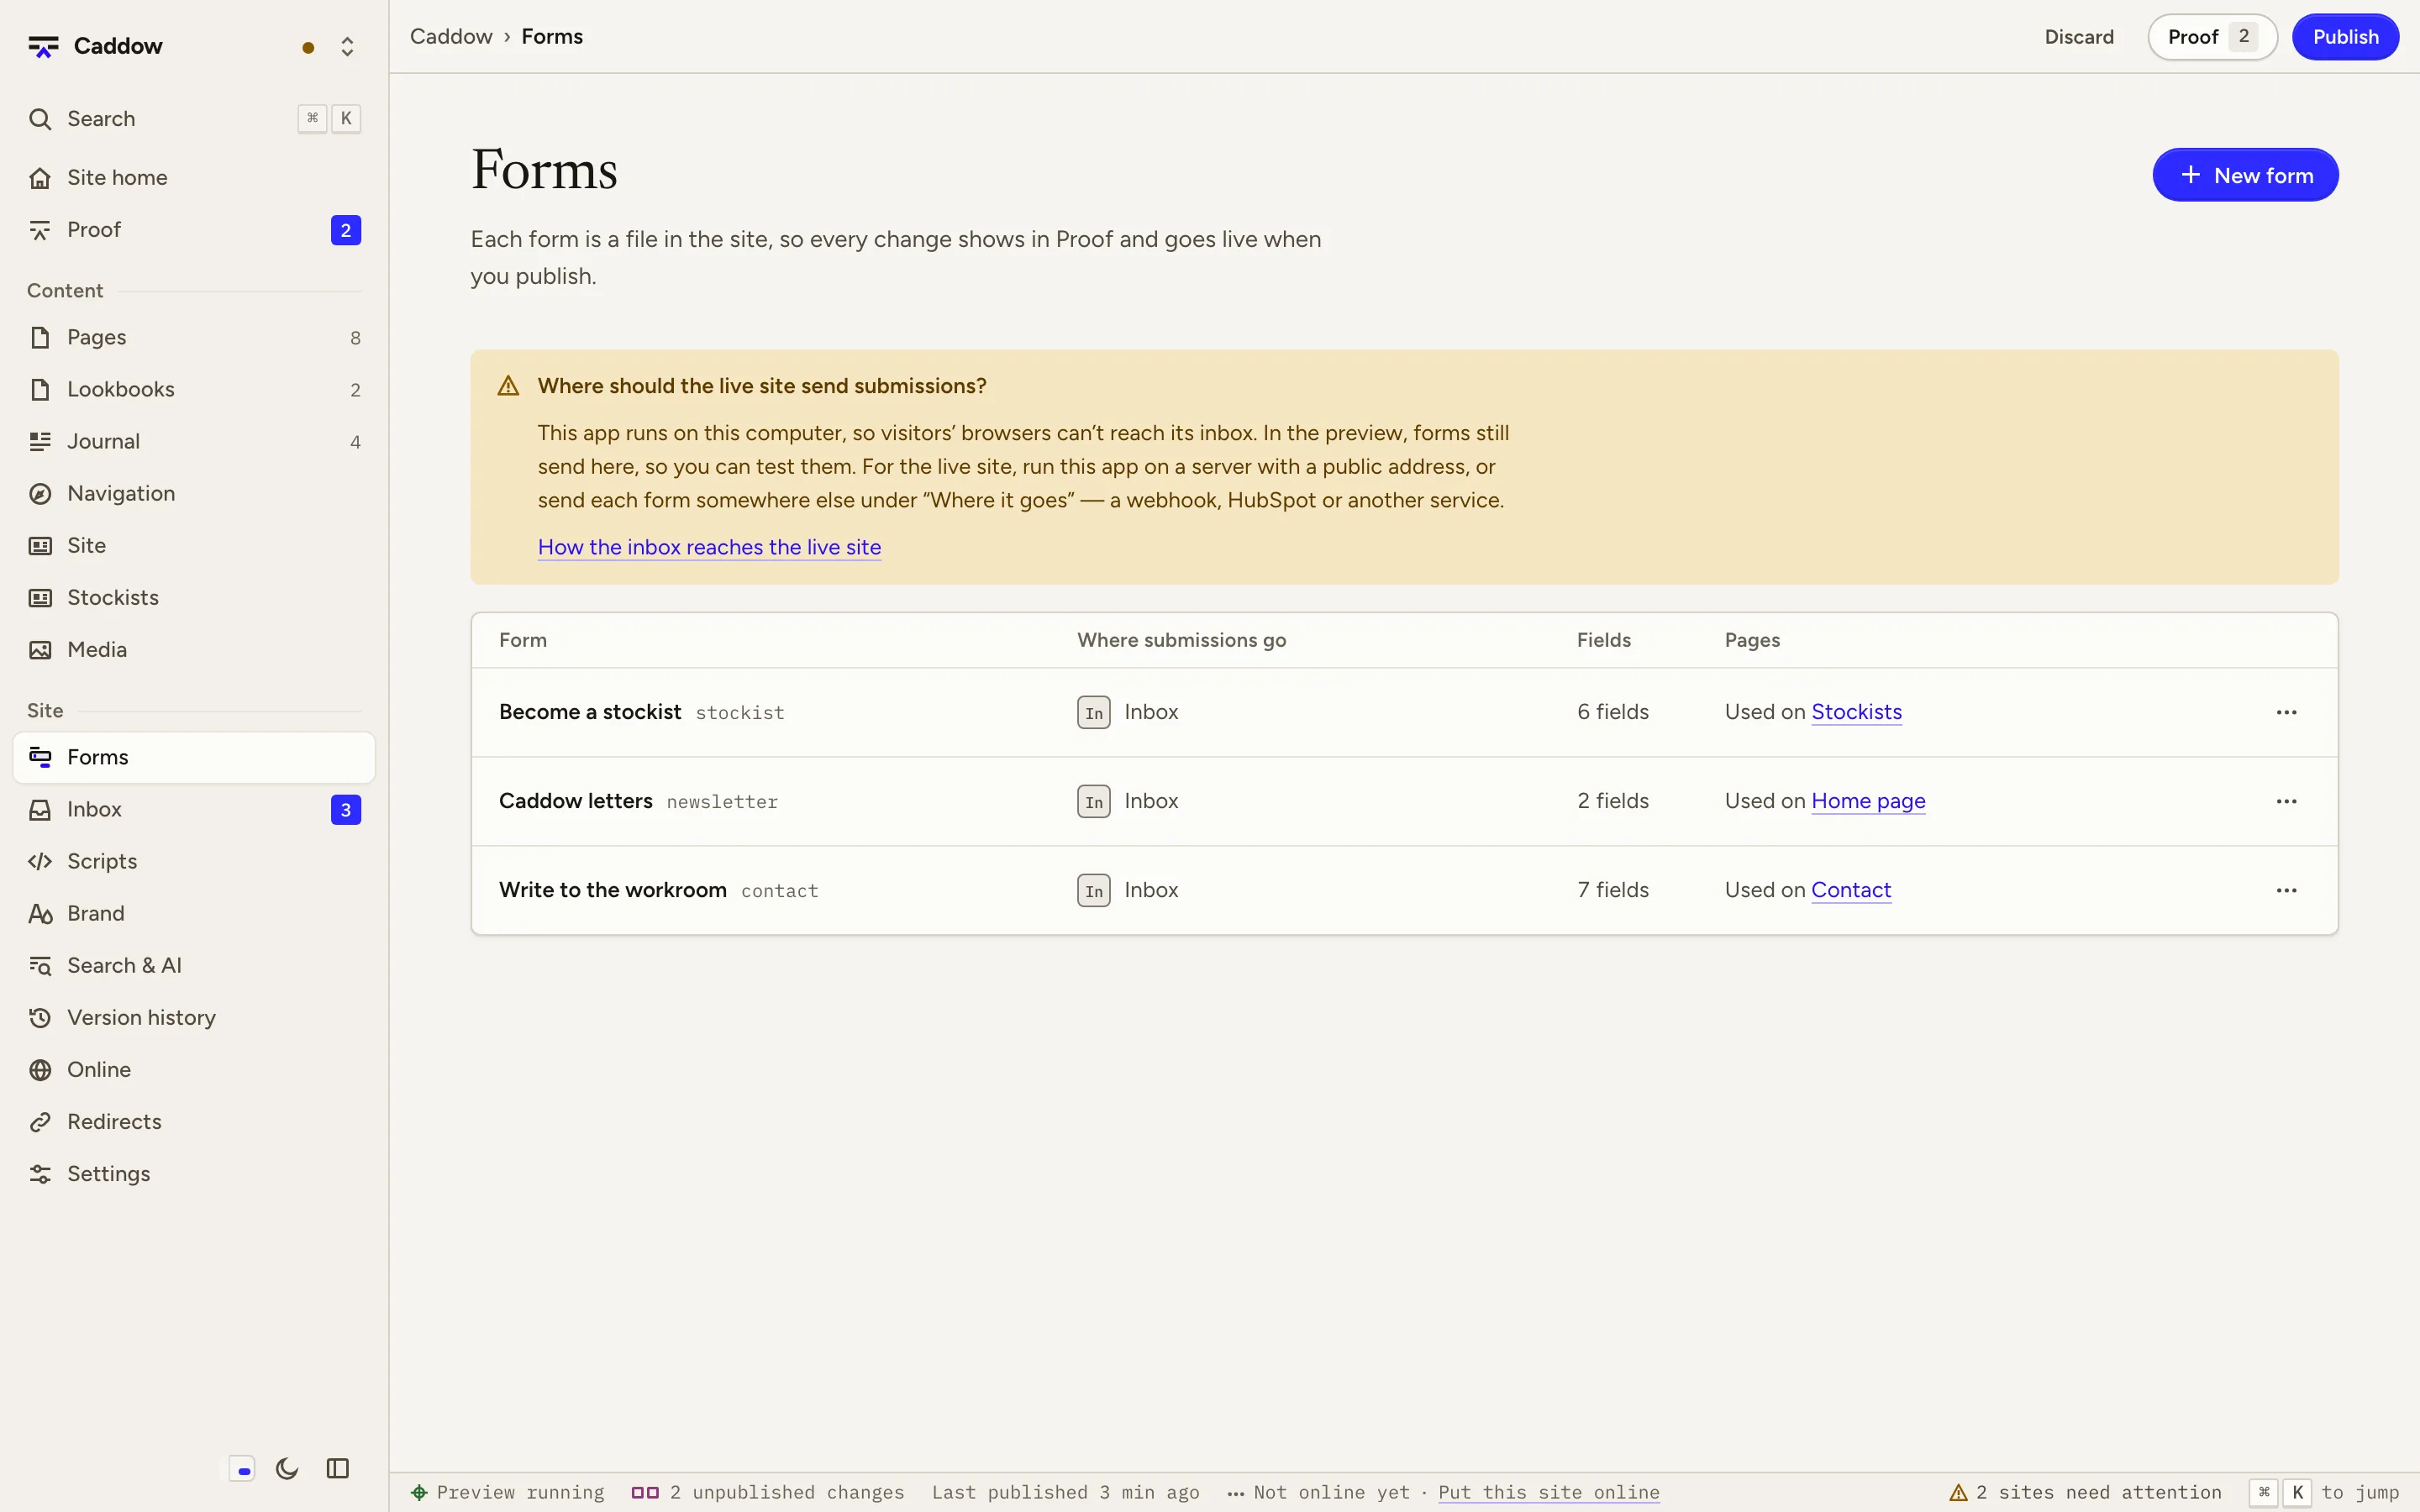 Caddow
Search ⌘ K
Site home
Proof 2
Content
Pages 8
Lookbooks 2
Journal 4
Navigation
Site
Stockists
Media
Site
Forms
Inbox 3
Scripts
Brand
Search & AI
Version history
Online
Redirects
Settings
Caddow › Forms
Discard
Proof 2
Publish
Forms
+ New form
Each form is a file in the site, so every change shows in Proof and goes live when
you publish.
Where should the live site send submissions?
This app runs on this computer, so visitors’ browsers can’t reach its inbox. In the preview, forms still
send here, so you can test them. For the live site, run this app on a server with a public address, or
send each form somewhere else under “Where it goes” — a webhook, HubSpot or another service.
How the inbox reaches the live site
Form Where submissions go Fields Pages
Become a stockist stockist In Inbox 6 fields Used on Stockists
Caddow letters newsletter In Inbox 2 fields Used on Home page
Write to the workroom contact In Inbox 7 fields Used on Contact
Preview running 2 unpublished changes Last published 3 min ago Not online yet · Put this site online 2 sites need attention ⌘ K to jump